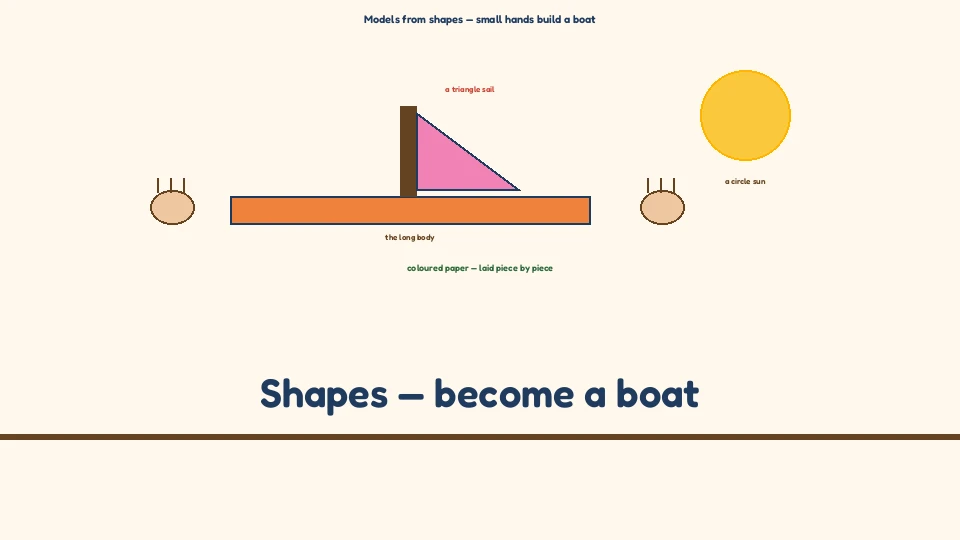 Models from shapes — small hands build a boat
a triangle sail
a circle sun
the long body
coloured paper — laid piece by piece
Shapes — become a boat